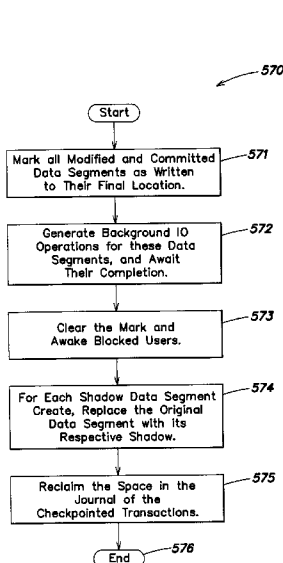 570
Start
Mark all Modified and Committed
Data Segments as Written
to Their Final Location.
571
Generate Background IO
Operations for these Data
Segments, and Await
Their Completion.
572
Clear the Mark and
Awake Blocked Users.
573
For Each Shadow Data Segment
Create, Replace the Original
Data Segment with Its
Respective Shadow.
574
Reclaim the Space in the
Journal of the
Checkpointed Transactions.
575
End
576